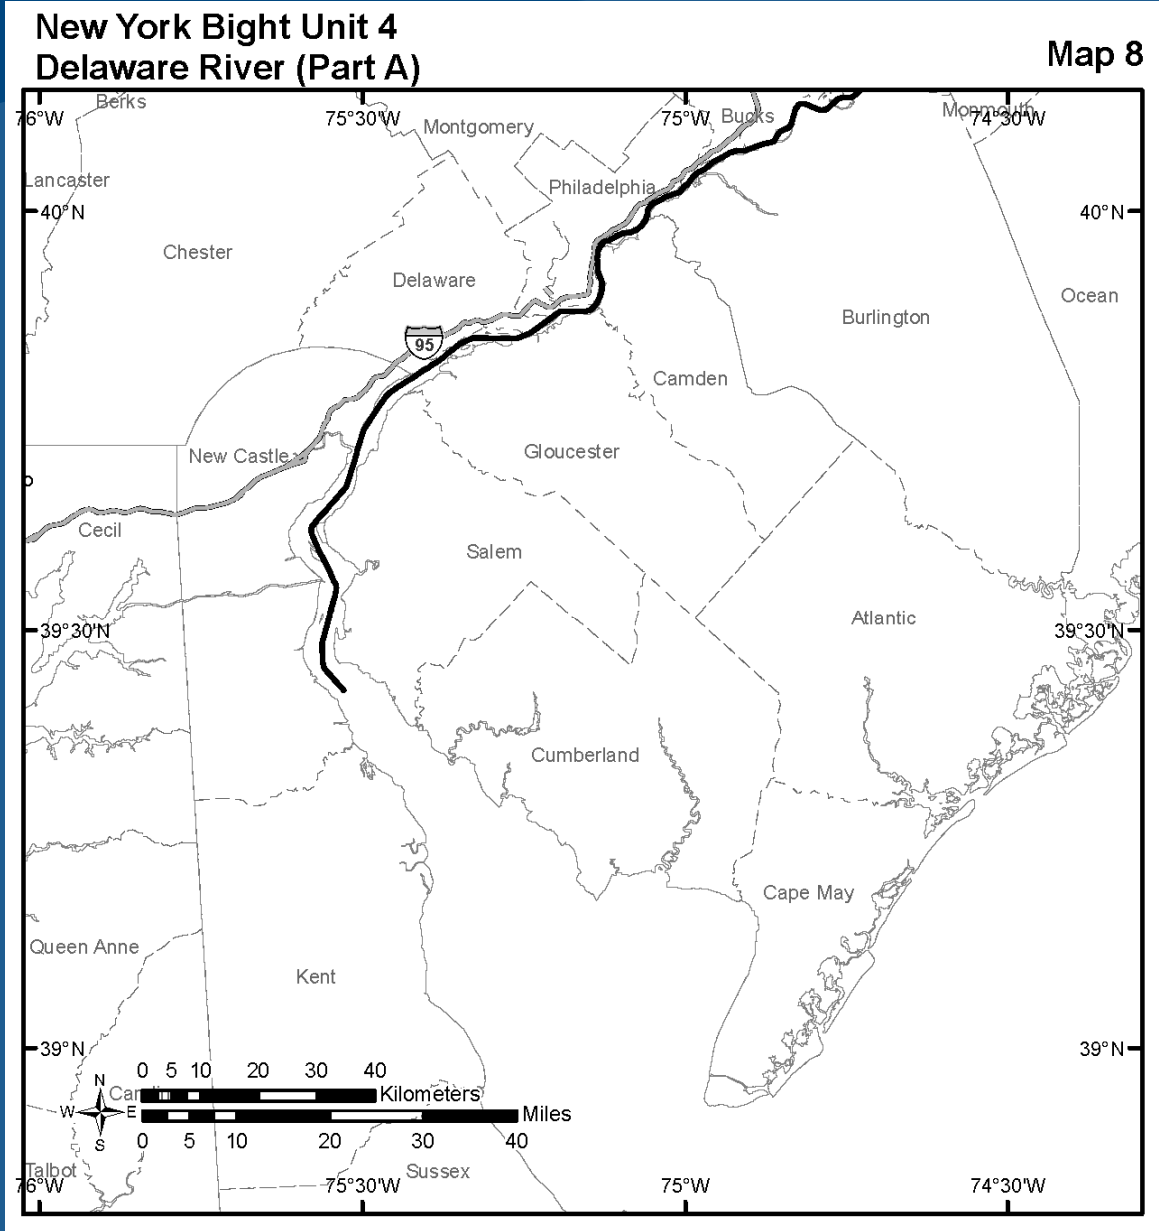 New York Bight Unit 4
Delaware River (Part A)
Map 8
Berks
76°W
75°30'W
75°W
74°30'W
Montgomery
Bucks
Monmouth
Lancaster
Philadelphia
40°N
40°N
Chester
Delaware
Ocean
Burlington
95
Camden
New Castle
Gloucester
Cecil
Salem
Atlantic
39°30'N
39°30'N
Cumberland
Cape May
Queen Anne
Kent
39°N
39°N
0 5 10 20 30 40
Kilometers
N
W E
S
Miles
0 5 10 20 30 40
Talbot
Sussex
76°W
75°30'W
75°W
74°30'W